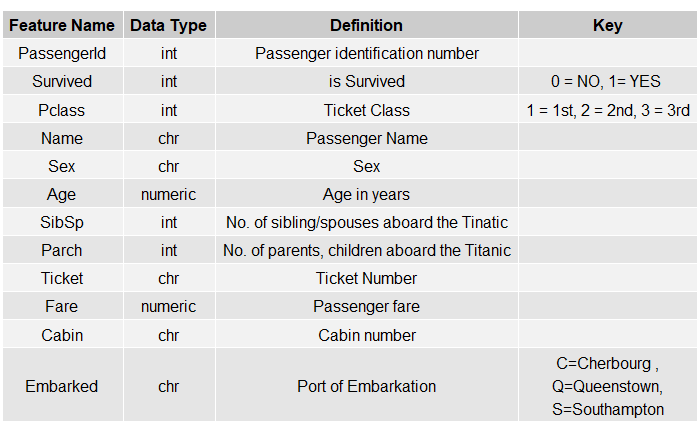 Feature Name Data Type Definition Key
PassengerId int Passenger identification number
Survived int is Survived 0 = NO, 1= YES
Pclass int Ticket Class 1 = 1st, 2 = 2nd, 3 = 3rd
Name chr Passenger Name
Sex chr Sex
Age numeric Age in years
SibSp int No. of sibling/spouses aboard the Tinatic
Parch int No. of parents, children aboard the Titanic
Ticket chr Ticket Number
Fare numeric Passenger fare
Cabin chr Cabin number
Embarked chr Port of Embarkation C=Cherbourg ,
Q=Queenstown,
S=Southampton